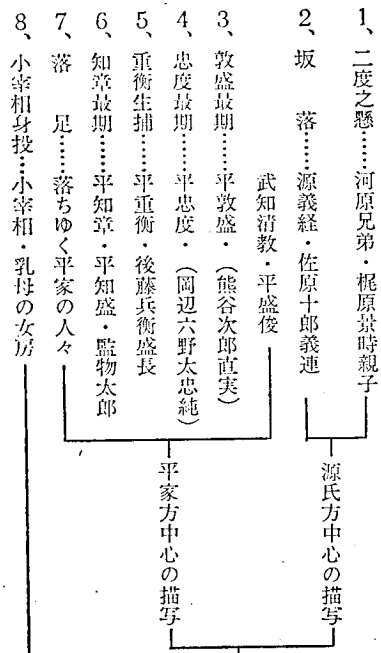 1、二度之懸……河原兄弟・梶原景時親子
2、坂落……源義経・佐原十郎義連
武知清教・平盛俊
3、敦盛最期……平敦盛・（熊谷次郎直実）
4、忠度最期……平忠度・（岡辺六野太忠純）
5、重衡生捕……平重衡・後藤兵衛盛長
6、知章最期……平知章・平知盛・監物太郎
7、落足……落ちゆく平家の人々
8、小宰相身投…小宰相・乳母の女房
源氏方中心の描写
平家方中心の描写